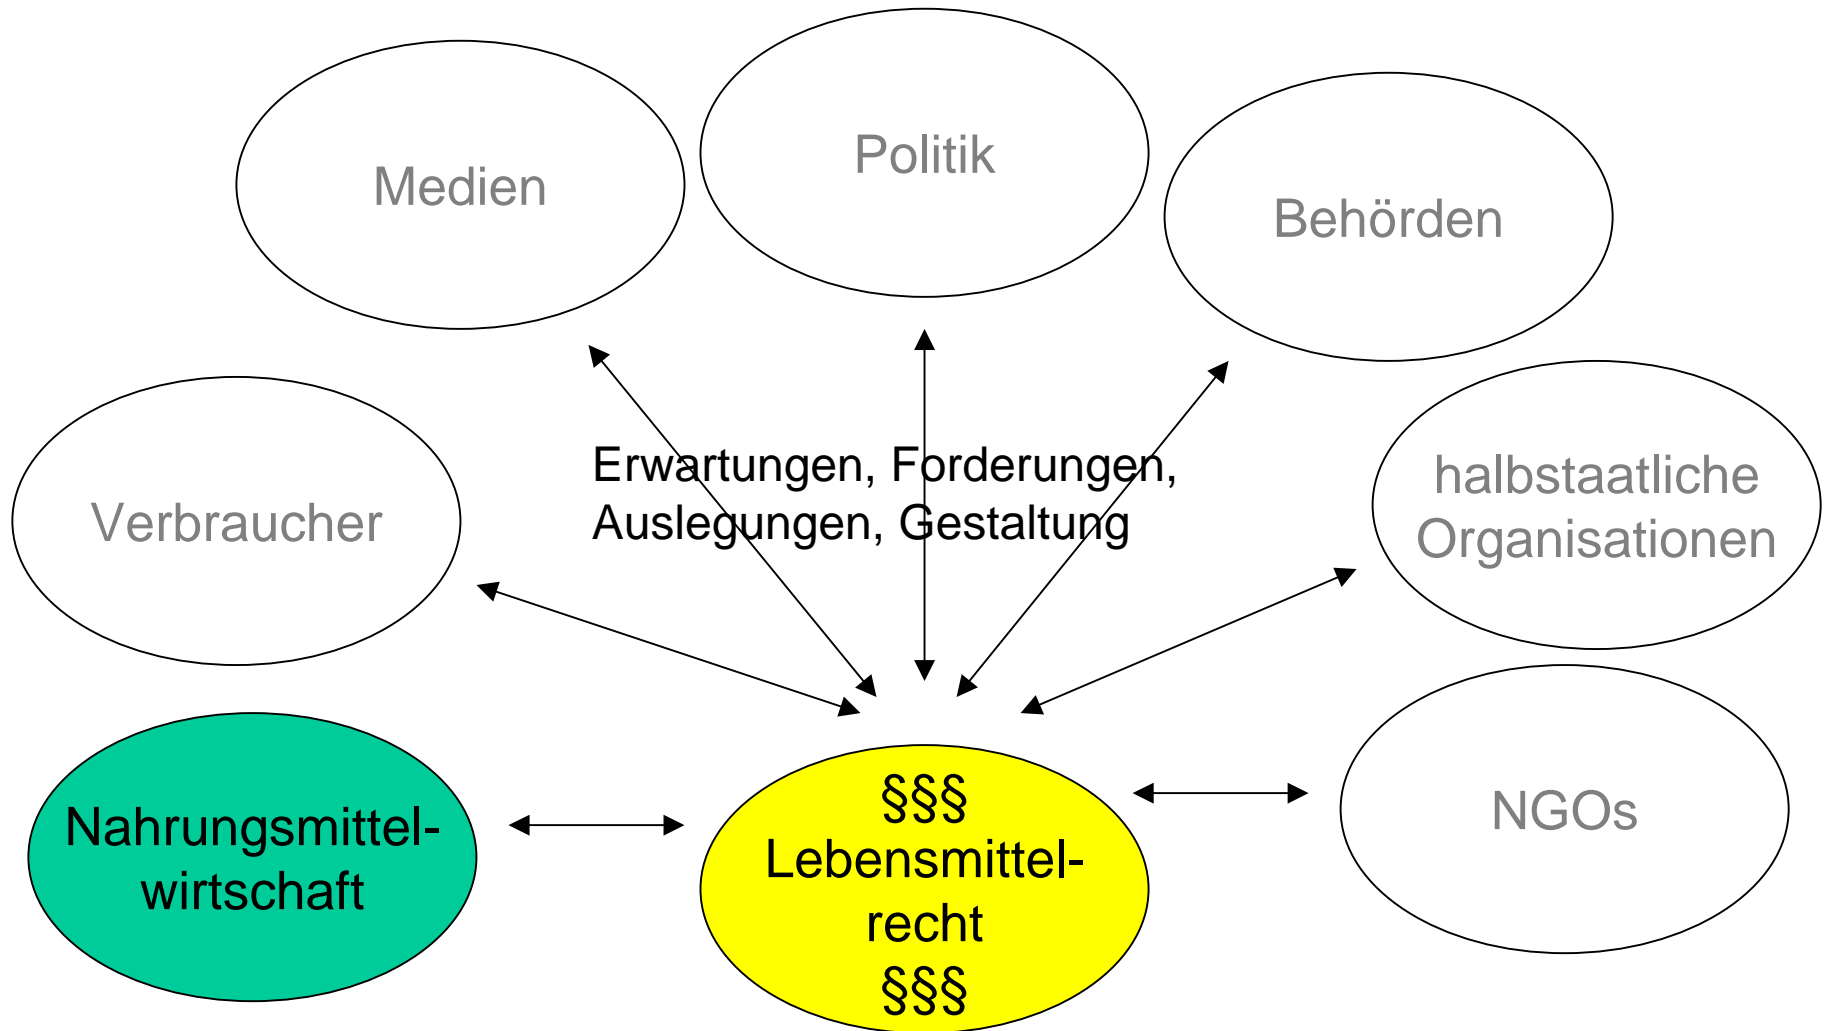 Medien
Politik
Behörden
Verbraucher
Erwartungen, Forderungen,
Auslegungen, Gestaltung
halbstaatliche
Organisationen
Nahrungsmittel-
wirtschaft
§§§
Lebensmittel-
recht
§§§
NGOs